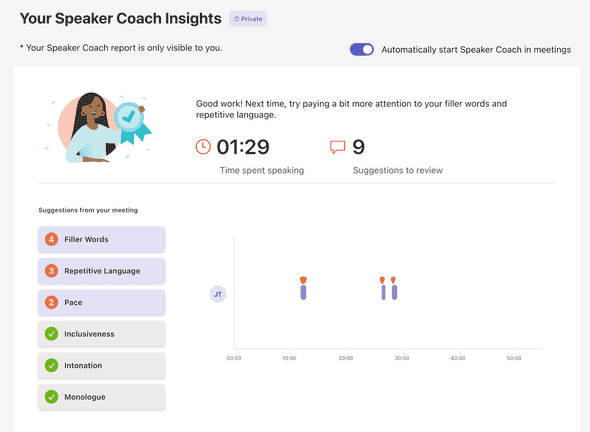 Your Speaker Coach Insights
Private
* Your Speaker Coach report is only visible to you.
Automatically start Speaker Coach in meetings
Good work! Next time, try paying a bit more attention to your filler words and
repetitive language.
01:29
Time spent speaking
9
Suggestions to review
Suggestions from your meeting
4 Filler Words
3 Repetitive Language
2 Pace
Inclusiveness
Intonation
Monologue
JT
00:00 10:00 20:00 30:00 40:00 50:00